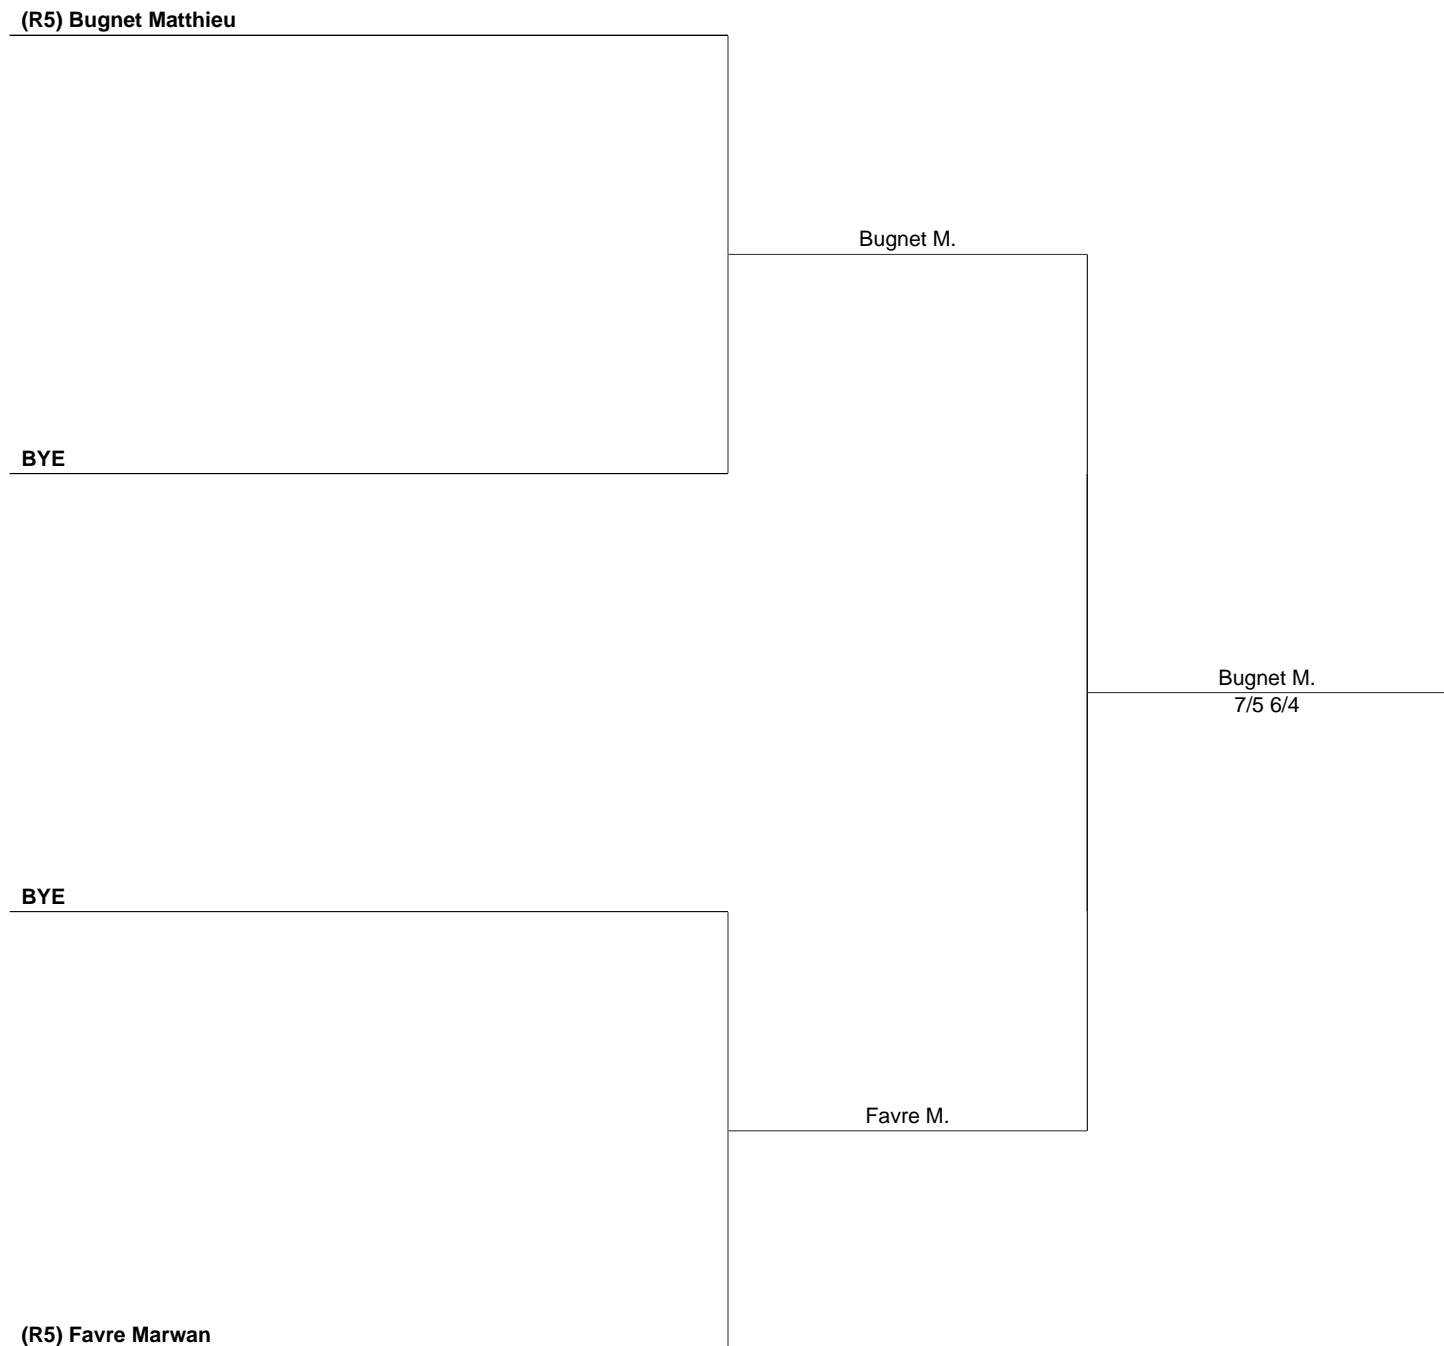 (R5) Bugnet Matthieu
Bugnet M.
BYE
Bugnet M.
7/5 6/4
BYE
Favre M.
(R5) Favre Marwan